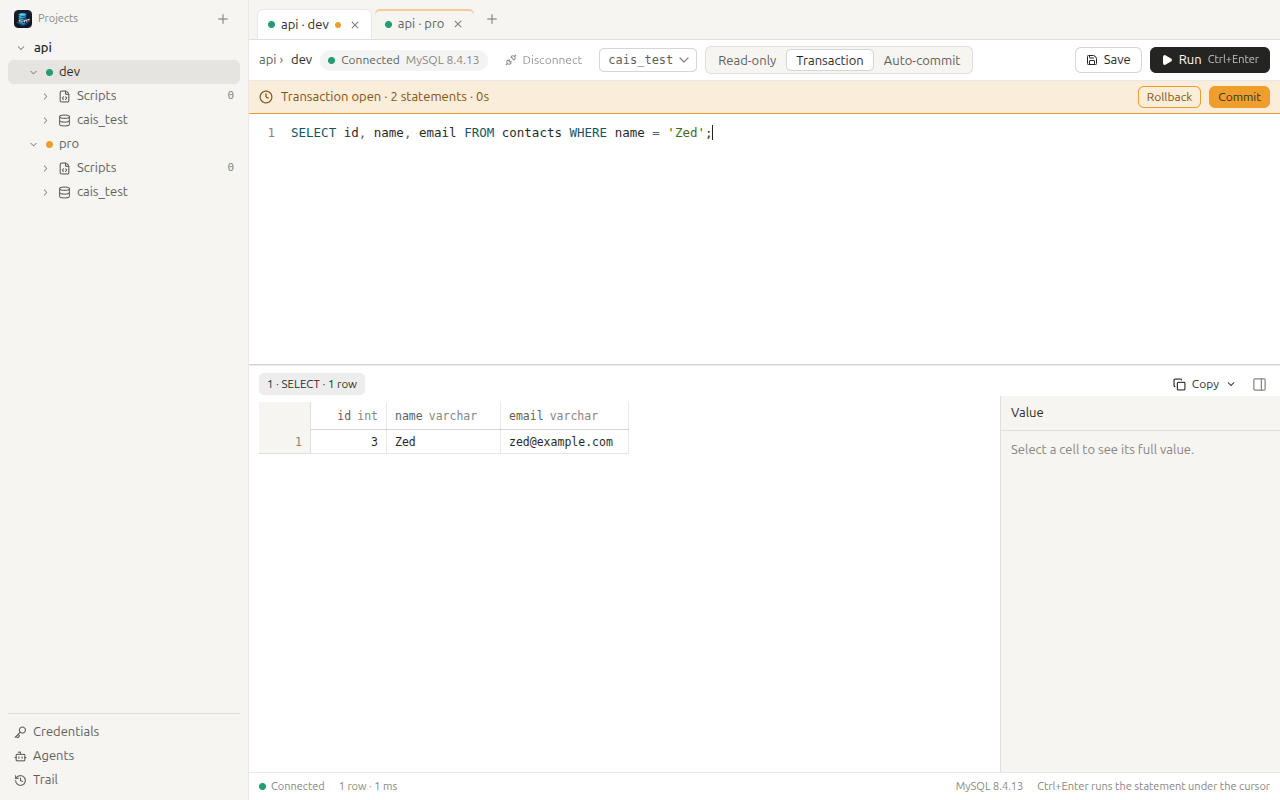 Projects
api
dev
Scripts 0
cais_test
pro
Scripts 0
cais_test
Credentials
Agents
Trail
api · dev
api · pro
api › dev
Connected MySQL 8.4.13
Disconnect
cais_test
Read-only
Transaction
Auto-commit
Save
Run Ctrl+Enter
Transaction open · 2 statements · 0s
Rollback
Commit
1 SELECT id, name, email FROM contacts WHERE name = 'Zed';
1 · SELECT · 1 row
Copy
id int name varchar email varchar
1 3 Zed zed@example.com
Value
Select a cell to see its full value.
Connected 1 row · 1 ms
MySQL 8.4.13 Ctrl+Enter runs the statement under the cursor